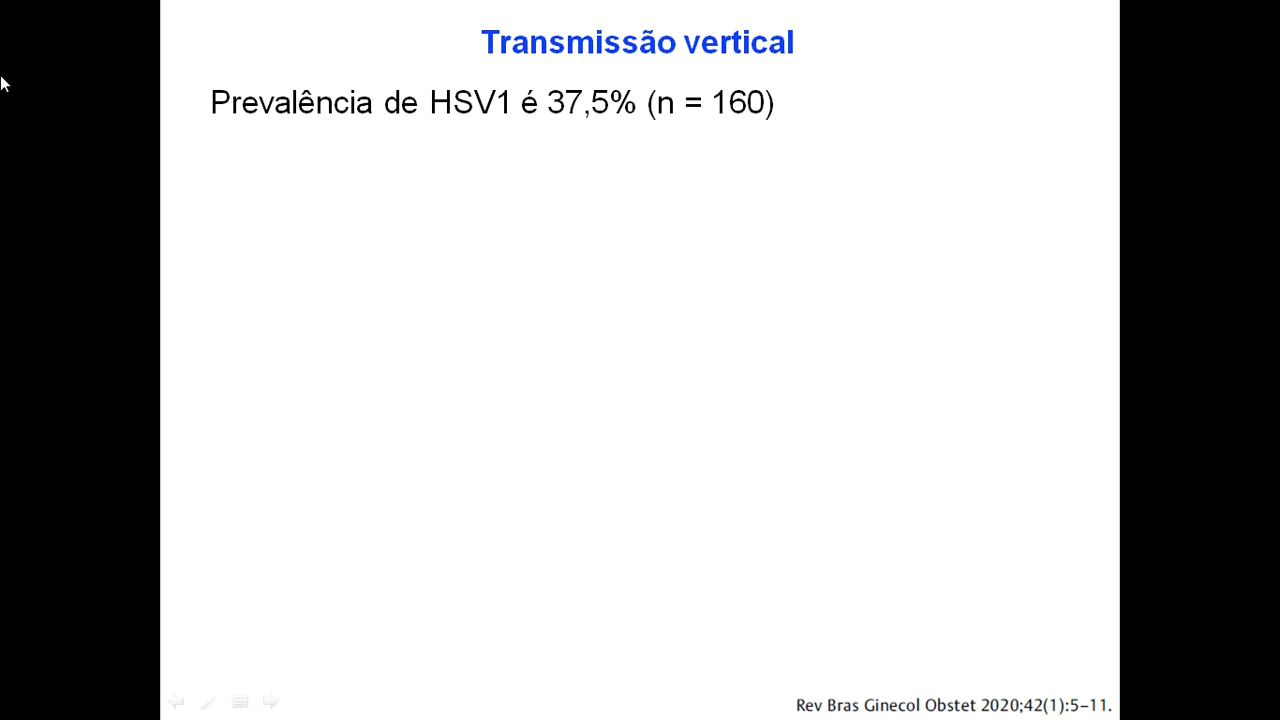 Transmissão vertical
Prevalência de HSV1 é 37,5% (n = 160)
Rev Bras Ginecol Obstet 2020;42(1):5–11.